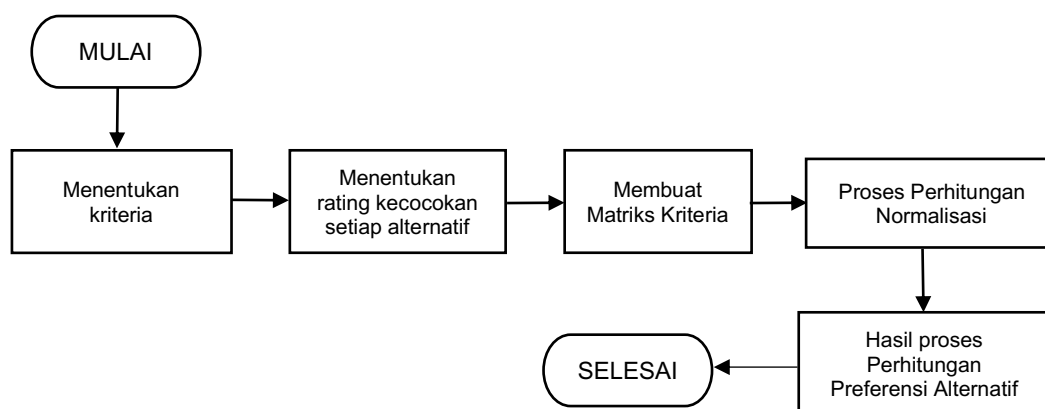 MULAI
Menentukan
kriteria
Menentukan
rating kecocokan
setiap alternatif
Membuat
Matriks Kriteria
Proses Perhitungan
Normalisasi
Hasil proses
Perhitungan
Preferensi Alternatif
SELESAI